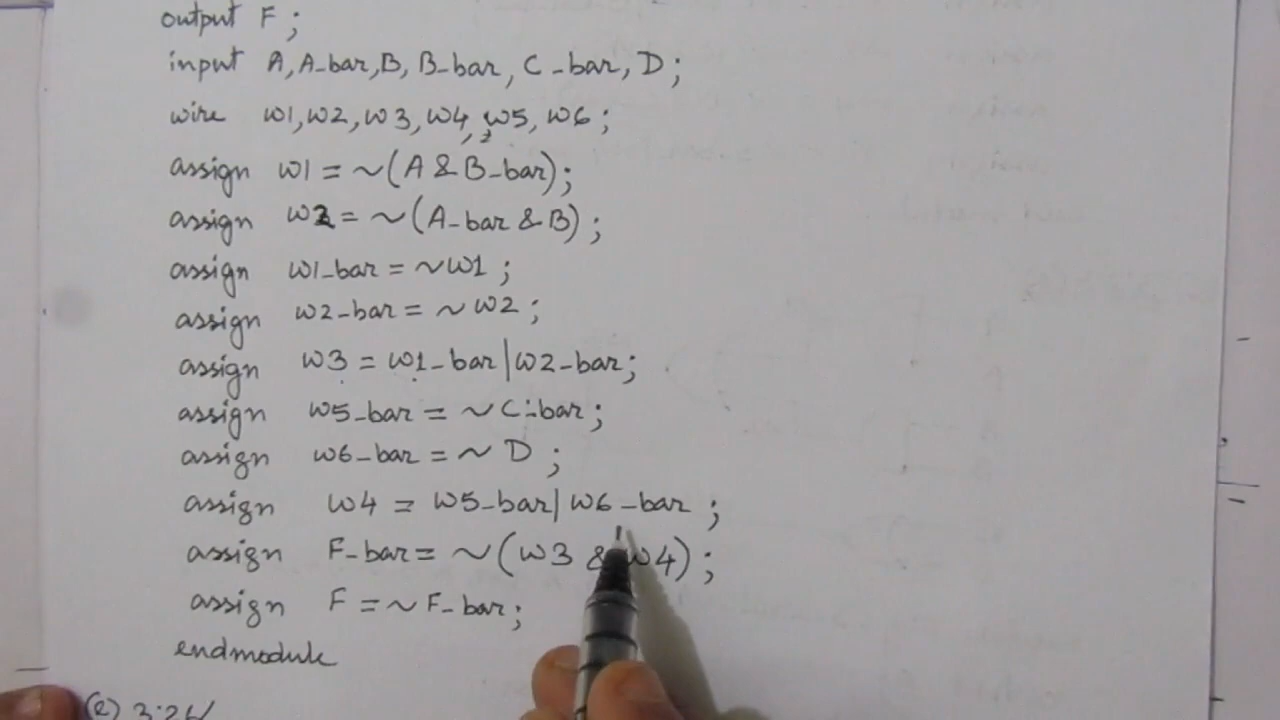 output F ;
input A, A-bar, B, B-bar, C-bar, D ;
wire w1, w2, w3, w4, w5, w6 ;
assign w1 = ~(A & B-bar);
assign w2 = ~(A-bar & B) ;
assign w1-bar = ~w1 ;
assign w2-bar = ~w2 ;
assign w3 = w1-bar|w2-bar;
assign w5-bar = ~C-bar ;
assign w6-bar = ~D ;
assign w4 = w5-bar|w6-bar ;
assign F-bar = ~(w3 & w4) ;
assign F = ~F-bar ;
endmodule